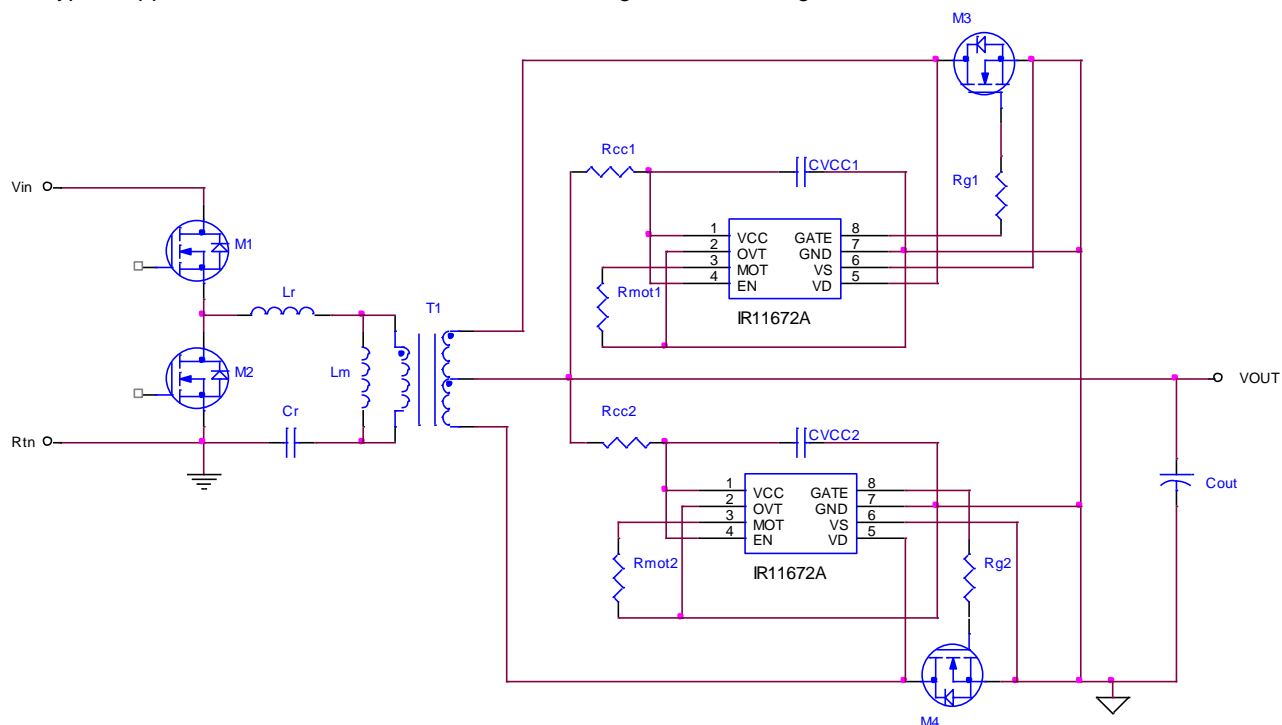 M3
Rcc1
CVCC1
Rg1
Vin
M1
1 VCC GATE 8
2 OVT GND 7
3 MOT VS 6
4 EN VD 5
Rmot1
IR11672A
Lr
T1
M2
Lm
VOUT
Cr
Rcc2
CVCC2
Rtn
1 VCC GATE 8
2 OVT GND 7
3 MOT VS 6
4 EN VD 5
Cout
Rmot2
Rg2
IR11672A
M4